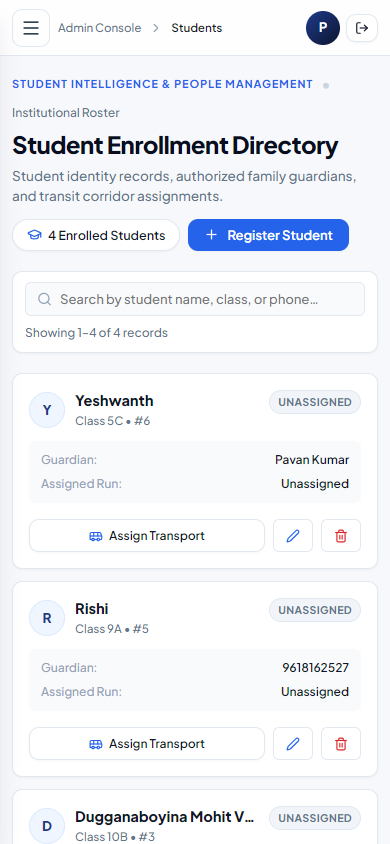 Admin Console > Students
P
STUDENT INTELLIGENCE & PEOPLE MANAGEMENT
Institutional Roster
Student Enrollment Directory
Student identity records, authorized family guardians,
and transit corridor assignments.
4 Enrolled Students
+ Register Student
Search by student name, class, or phone...
Showing 1–4 of 4 records
Y
Yeshwanth
UNASSIGNED
Class 5C • #6
Guardian: Pavan Kumar
Assigned Run: Unassigned
Assign Transport
R
Rishi
UNASSIGNED
Class 9A • #5
Guardian: 9618162527
Assigned Run: Unassigned
Assign Transport
D
Dugganaboyina Mohit V...
UNASSIGNED
Class 10B • #3